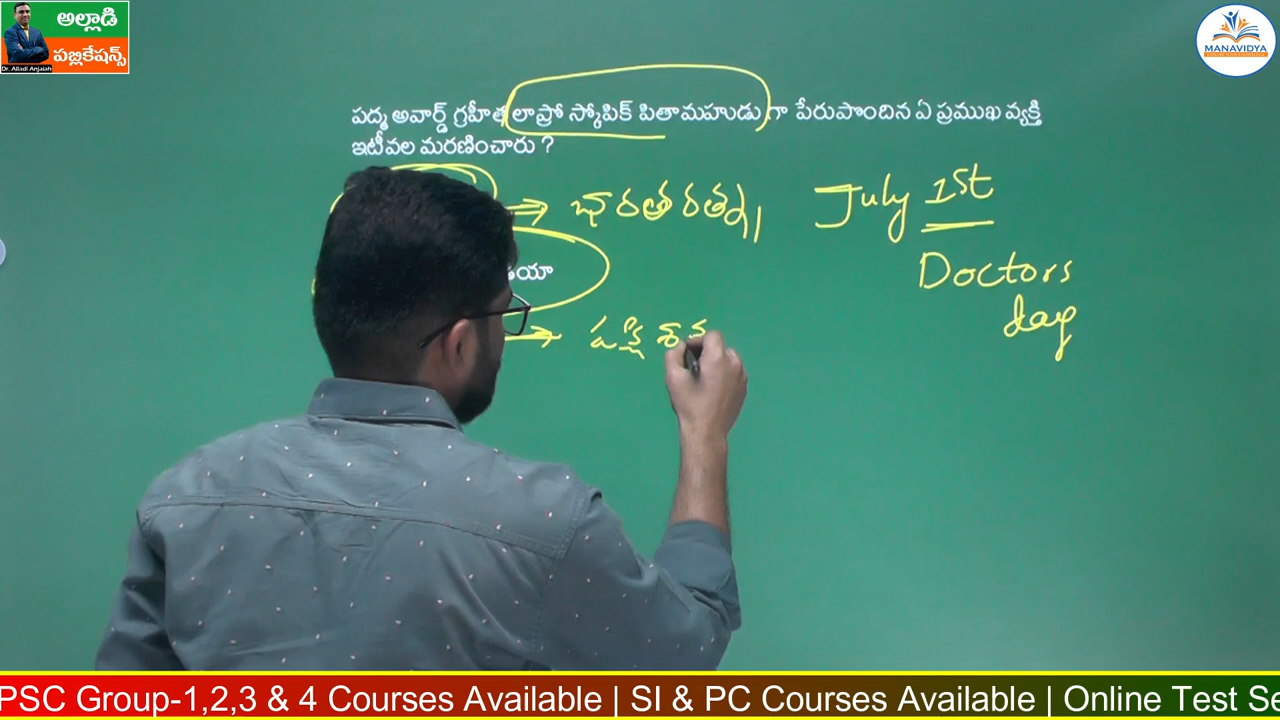 అల్లాడి
పబ్లికేషన్స్
Dr. Alladi Anjaiah
MANAVIDYA
పద్మ అవార్డ్ గ్రహీత లాప్రో స్కోపిక్ పితామహుడు గా పేరుపొందిన ఏ ప్రముఖ వ్యక్తి
ఇటీవల మరణించారు ?
భారతరత్న,
July 1st
Doctors
day
పక్షి శా
PSC Group-1,2,3 & 4 Courses Available | SI & PC Courses Available | Online Test Se